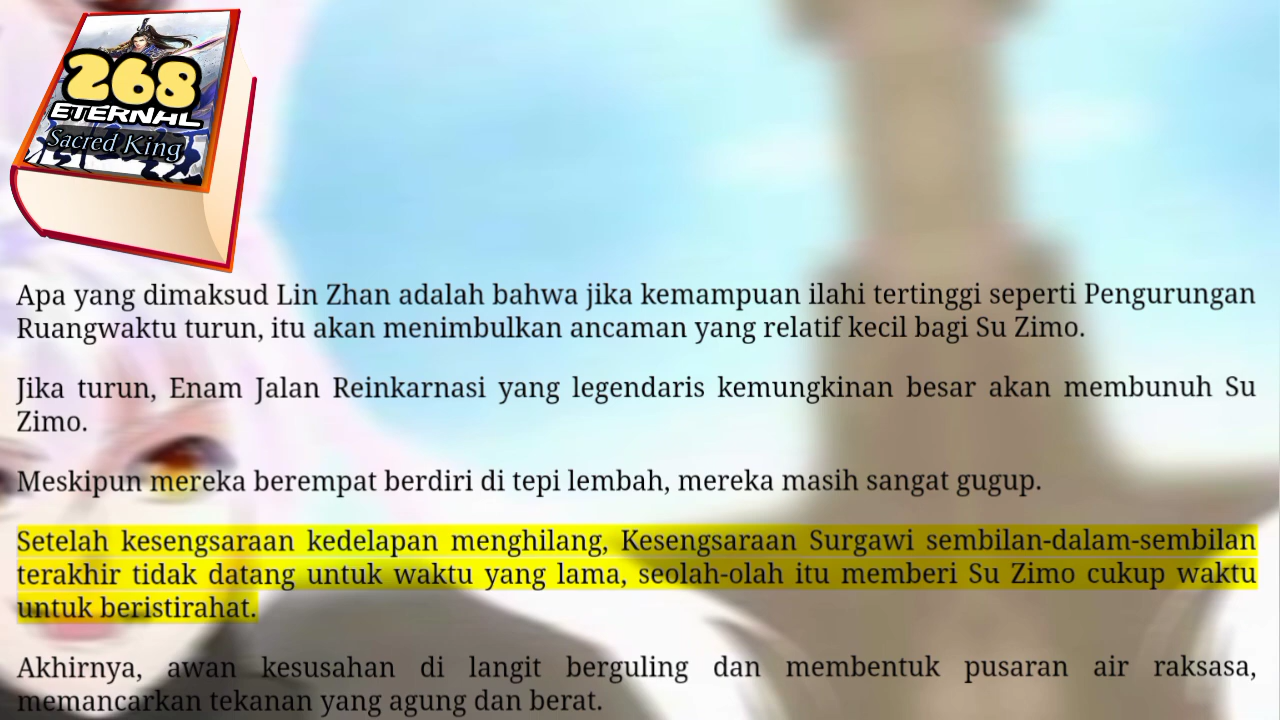 268
ETERNAL
Sacred King
Apa yang dimaksud Lin Zhan adalah bahwa jika kemampuan ilahi tertinggi seperti Pengurungan
Ruangwaktu turun, itu akan menimbulkan ancaman yang relatif kecil bagi Su Zimo.
Jika turun, Enam Jalan Reinkarnasi yang legendaris kemungkinan besar akan membunuh Su
Zimo.
Meskipun mereka berempat berdiri di tepi lembah, mereka masih sangat gugup.
Setelah kesengsaraan kedelapan menghilang, Kesengsaraan Surgawi sembilan-dalam-sembilan
terakhir tidak datang untuk waktu yang lama, seolah-olah itu memberi Su Zimo cukup waktu
untuk beristirahat.
Akhirnya, awan kesusahan di langit berguling dan membentuk pusaran air raksasa,
memancarkan tekanan yang agung dan berat.